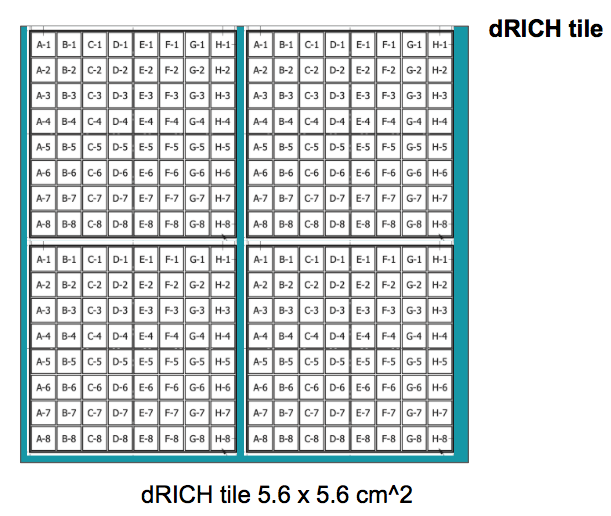 dRICH tile
A-1 B-1 C-1 D-1 E-1 F-1 G-1 H-1 A-1 B-1 C-1 D-1 E-1 F-1 G-1 H-1
A-2 B-2 C-2 D-2 E-2 F-2 G-2 H-2 A-2 B-2 C-2 D-2 E-2 F-2 G-2 H-2
A-3 B-3 C-3 D-3 E-3 F-3 G-3 H-3 A-3 B-3 C-3 D-3 E-3 F-3 G-3 H-3
A-4 B-4 C-4 D-4 E-4 F-4 G-4 H-4 A-4 B-4 C-4 D-4 E-4 F-4 G-4 H-4
A-5 B-5 C-5 D-5 E-5 F-5 G-5 H-5 A-5 B-5 C-5 D-5 E-5 F-5 G-5 H-5
A-6 B-6 C-6 D-6 E-6 F-6 G-6 H-6 A-6 B-6 C-6 D-6 E-6 F-6 G-6 H-6
A-7 B-7 C-7 D-7 E-7 F-7 G-7 H-7 A-7 B-7 C-7 D-7 E-7 F-7 G-7 H-7
A-8 B-8 C-8 D-8 E-8 F-8 G-8 H-8 A-8 B-8 C-8 D-8 E-8 F-8 G-8 H-8
A-1 B-1 C-1 D-1 E-1 F-1 G-1 H-1 A-1 B-1 C-1 D-1 E-1 F-1 G-1 H-1
A-2 B-2 C-2 D-2 E-2 F-2 G-2 H-2 A-2 B-2 C-2 D-2 E-2 F-2 G-2 H-2
A-3 B-3 C-3 D-3 E-3 F-3 G-3 H-3 A-3 B-3 C-3 D-3 E-3 F-3 G-3 H-3
A-4 B-4 C-4 D-4 E-4 F-4 G-4 H-4 A-4 B-4 C-4 D-4 E-4 F-4 G-4 H-4
A-5 B-5 C-5 D-5 E-5 F-5 G-5 H-5 A-5 B-5 C-5 D-5 E-5 F-5 G-5 H-5
A-6 B-6 C-6 D-6 E-6 F-6 G-6 H-6 A-6 B-6 C-6 D-6 E-6 F-6 G-6 H-6
A-7 B-7 C-7 D-7 E-7 F-7 G-7 H-7 A-7 B-7 C-7 D-7 E-7 F-7 G-7 H-7
A-8 B-8 C-8 D-8 E-8 F-8 G-8 H-8 A-8 B-8 C-8 D-8 E-8 F-8 G-8 H-8
dRICH tile 5.6 x 5.6 cm^2